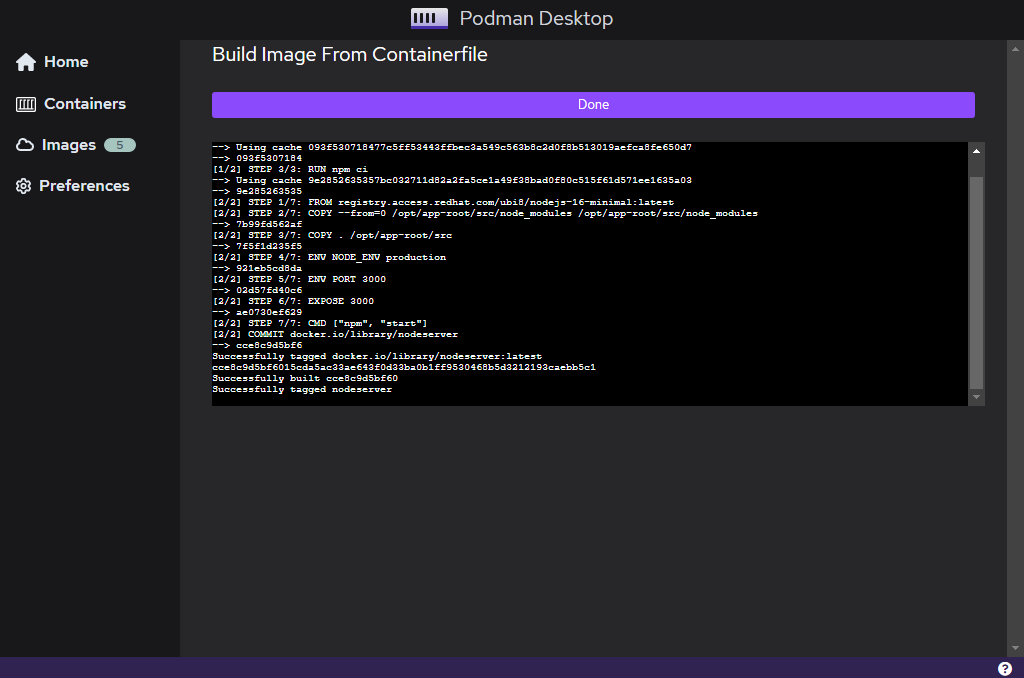 Podman Desktop
Home
Containers
Images 5
Preferences
Build Image From Containerfile
Done
--> Using cache 093f530718477c5ff53443ffbec3a549c563b8c2d0f8b513019aefca8fe650d7
--> 093f5307184
[1/2] STEP 3/3: RUN npm ci
--> Using cache 9e2852635357bc032711d82a2fa5ce1a49f38bad0f80c515f61d571ee1635a03
--> 9e285263535
[2/2] STEP 1/7: FROM registry.access.redhat.com/ubi8/nodejs-16-minimal:latest
[2/2] STEP 2/7: COPY --from=0 /opt/app-root/src/node_modules /opt/app-root/src/node_modules
--> 7b99fd562af
[2/2] STEP 3/7: COPY . /opt/app-root/src
--> 7f5f1d235f5
[2/2] STEP 4/7: ENV NODE_ENV production
--> 921eb5cd8da
[2/2] STEP 5/7: ENV PORT 3000
--> 02d57fd40c6
[2/2] STEP 6/7: EXPOSE 3000
--> ae0730ef629
[2/2] STEP 7/7: CMD ["npm", "start"]
[2/2] COMMIT docker.io/library/nodeserver
--> cce8c9d5bf6
Successfully tagged docker.io/library/nodeserver:latest
cce8c9d5bf6015cda5ac33ae643f0d33ba0b1ff9530468b5d3212193caebb5c1
Successfully built cce8c9d5bf60
Successfully tagged nodeserver
?